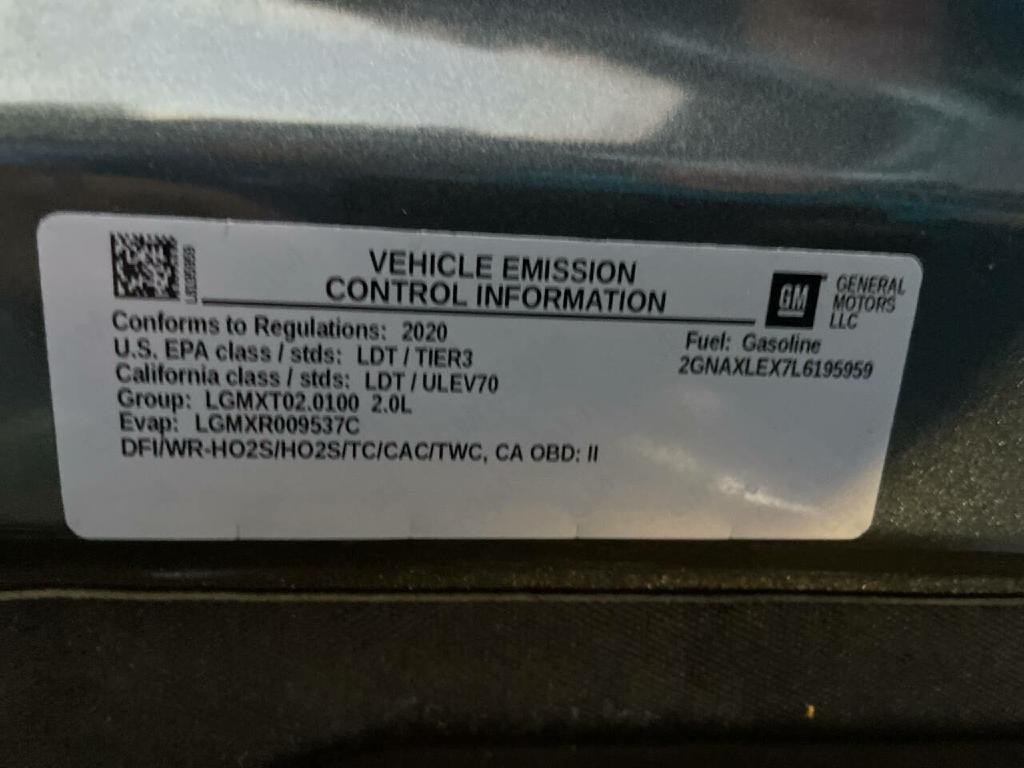 VEHICLE EMISSION
CONTROL INFORMATION
GM
GENERAL
MOTORS
LLC
Conforms to Regulations: 2020
U.S. EPA class / stds: LDT / TIER3
California class / stds: LDT / ULEV70
Group: LGMXT02.0100 2.0L
Evap: LGMXR009537C
DFI/WR-HO2S/HO2S/TC/CAC/TWC, CA OBD: II
Fuel: Gasoline
2GNAXLEX7L6195959